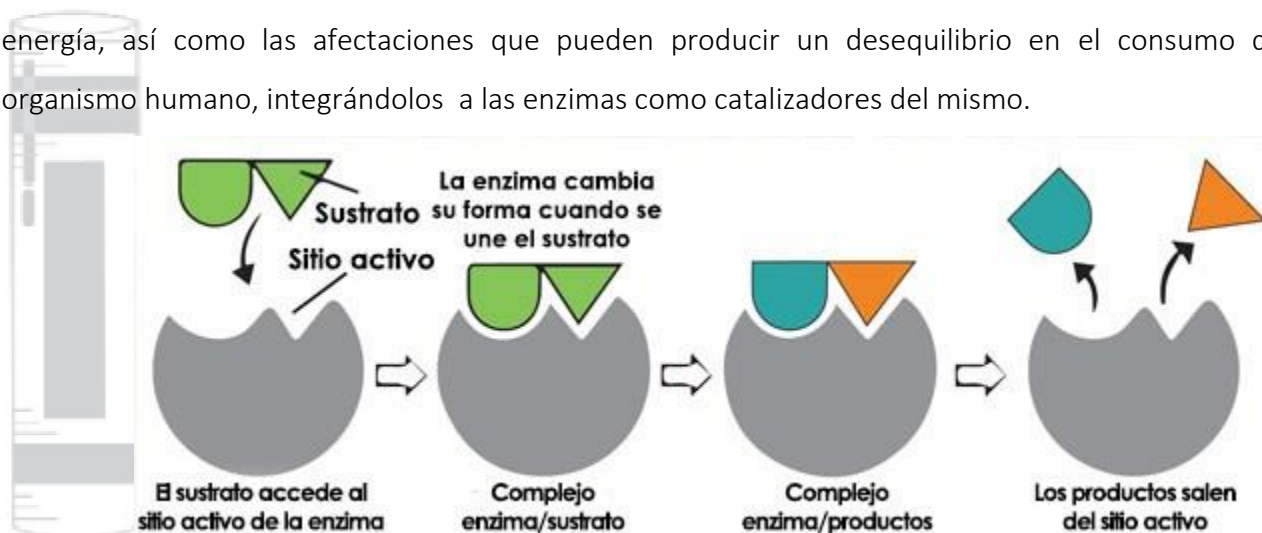 energía, así como las afectaciones que pueden producir un desequilibrio en el consumo
organismo humano, integrándolos a las enzimas como catalizadores del mismo.
Sustrato
Sitio activo
La enzima cambia
su forma cuando se
une el sustrato
El sustrato accede al
sitio activo de la enzima
Complejo
enzima/sustrato
Complejo
enzima/productos
Los productos salen
del sitio activo